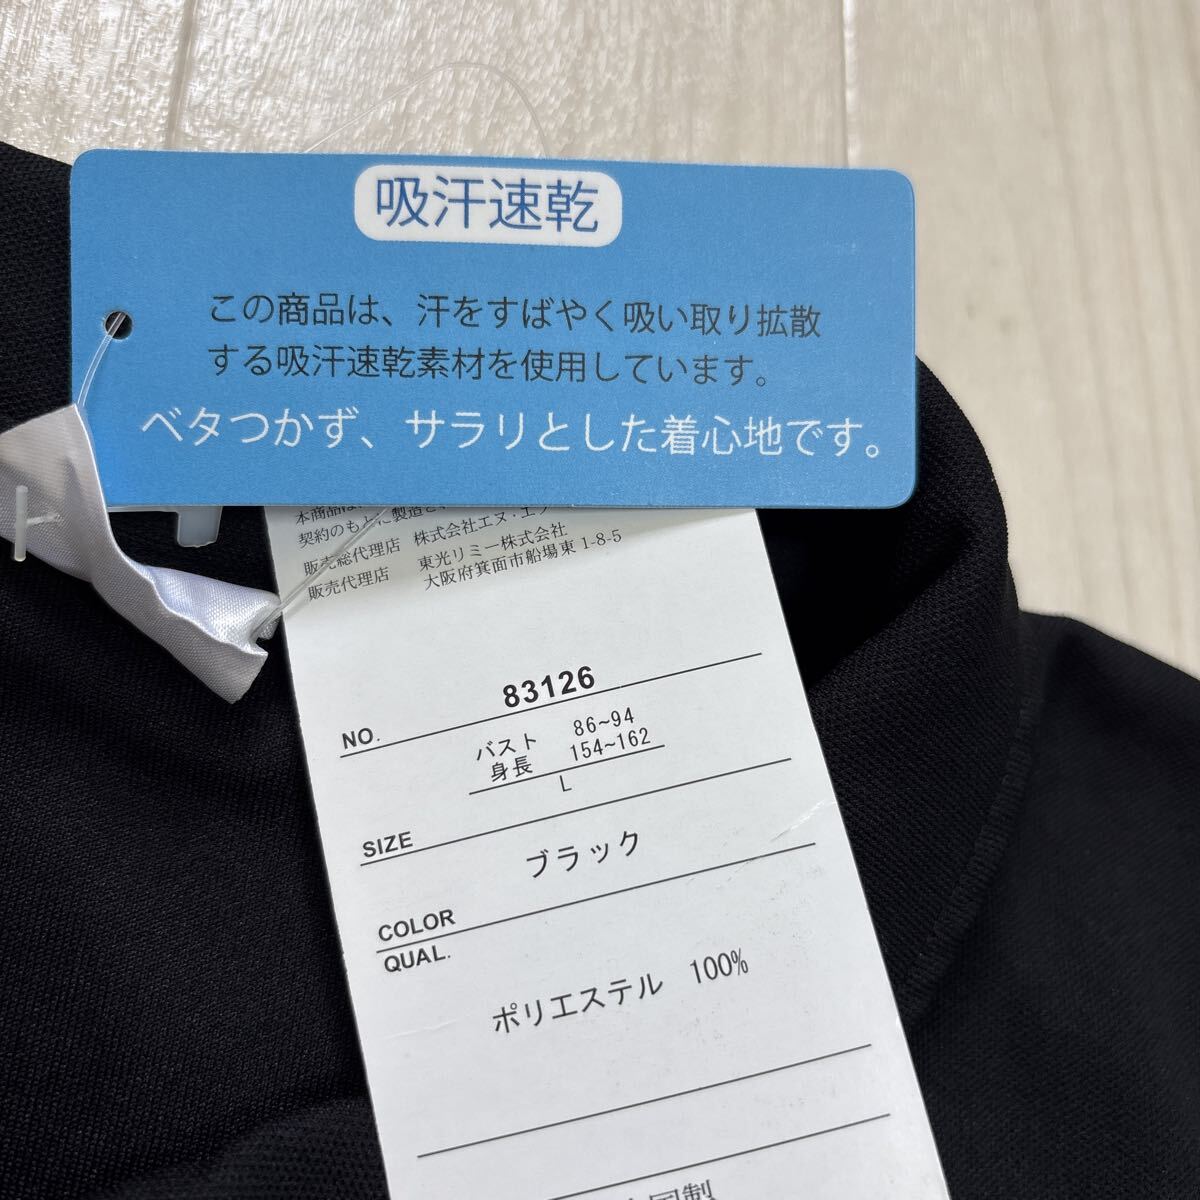 吸汗速乾
この商品は、汗をすばやく吸い取り拡散
する吸汗速乾素材を使用しています。
ベタつかず、サラリとした着心地です。
本商品は
契約のもとに製造
販売総代理店 株式会社エヌ・エフ
販売代理店 東光リミー株式会社
大阪府箕面市船場東1-8-5
NO. 83126
バスト 86~94
身長 154~162
L
SIZE
ブラック
COLOR
QUAL.
ポリエステル 100%
国製